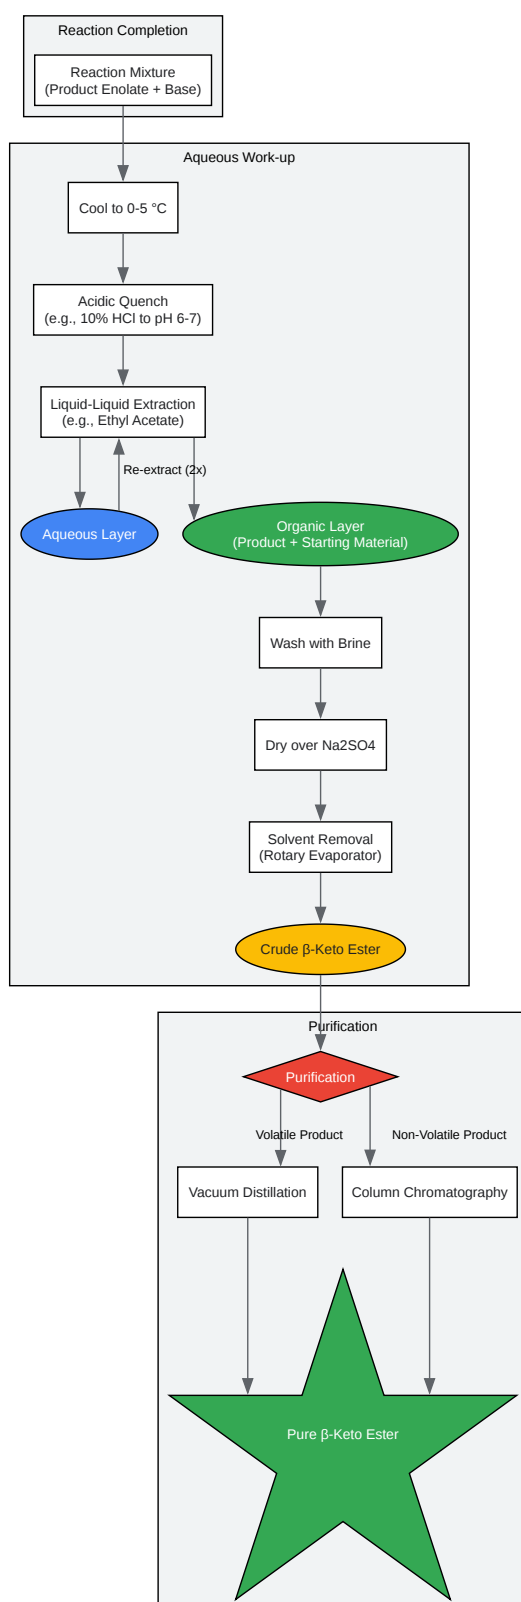 Reaction Completion
Reaction Mixture
(Product Enolate + Base)
Aqueous Work-up
Cool to 0-5 °C
Acidic Quench
(e.g., 10% HCl to pH 6-7)
Liquid-Liquid Extraction
(e.g., Ethyl Acetate)
Re-extract (2x)
Aqueous Layer
Organic Layer
(Product + Starting Material)
Wash with Brine
Dry over Na2SO4
Solvent Removal
(Rotary Evaporator)
Crude β-Keto Ester
Purification
Purification
Volatile Product
Non-Volatile Product
Vacuum Distillation
Column Chromatography
Pure β-Keto Ester